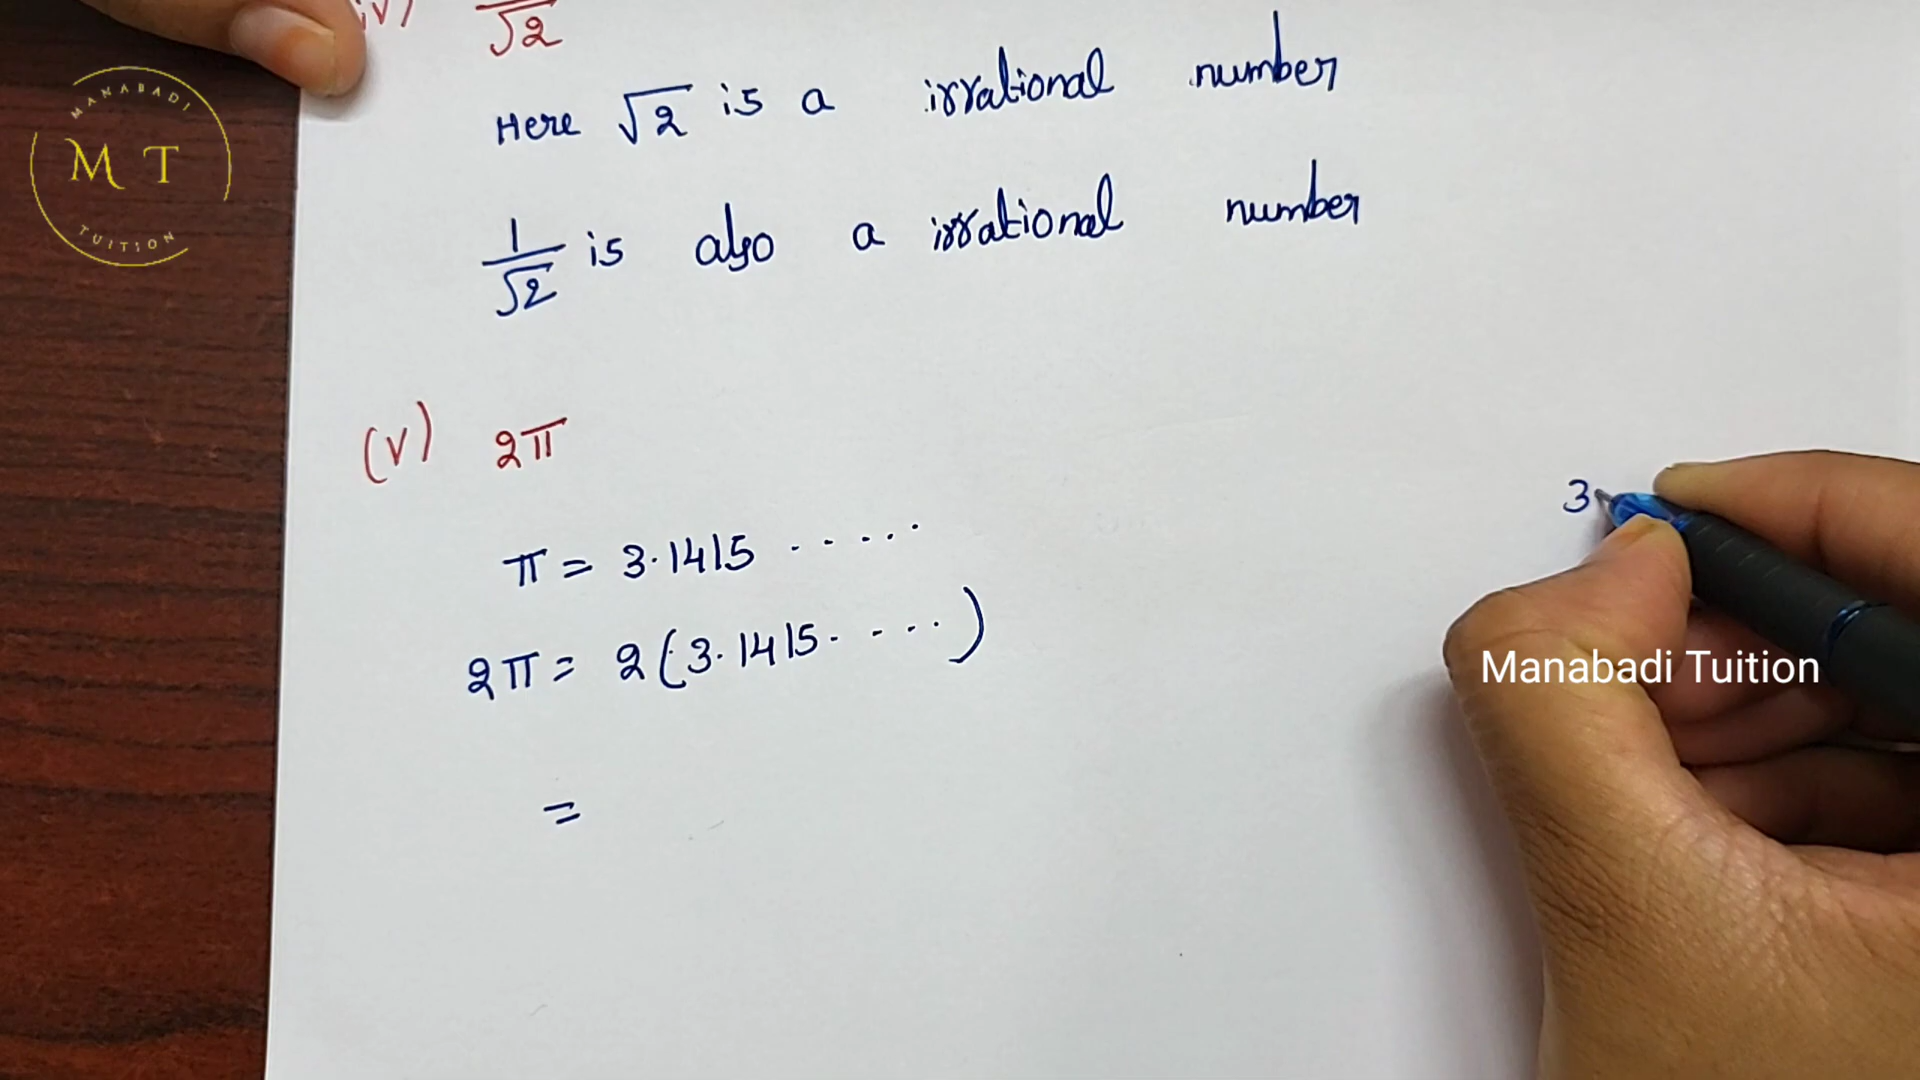 MANABADI
M T
TUITION
iv) √2
Here √2 is a irrational number
1/√2 is also a irrational number
(v) 2π
π = 3.1415 ......
3.
2π = 2(3.1415.....)
Manabadi Tuition
=